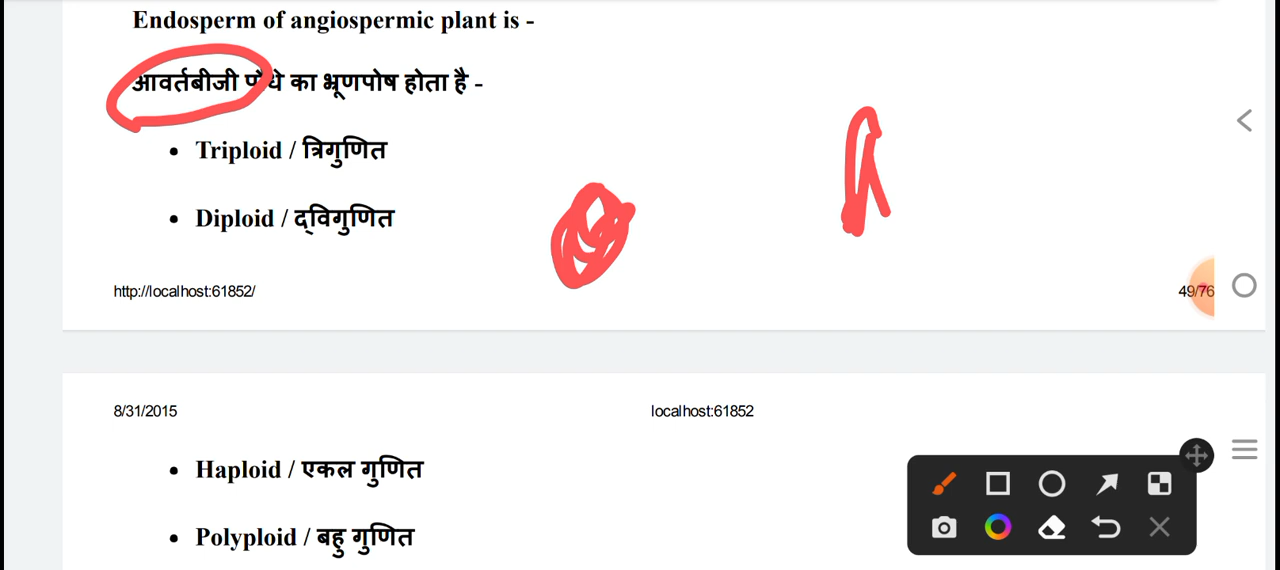 Endosperm of angiospermic plant is -
आवर्तबीजी पौधे का भ्रूणपोष होता है -
• Triploid / त्रिगुणित
• Diplоid / द्विगुणित
http://localhost:61852/
49/76
8/31/2015 localhost:61852
• Haploid / एकल गुणित
• Polyploid / बहु गुणित